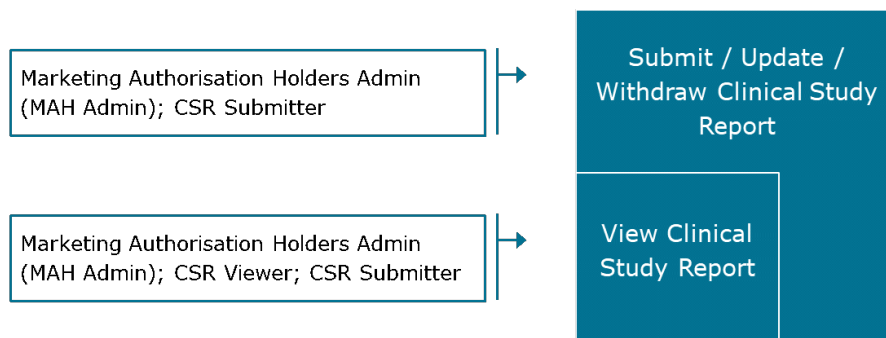 Marketing Authorisation Holders Admin
(MAH Admin); CSR Submitter
Submit / Update /
Withdraw Clinical Study
Report
Marketing Authorisation Holders Admin
(MAH Admin); CSR Viewer; CSR Submitter
View Clinical
Study Report